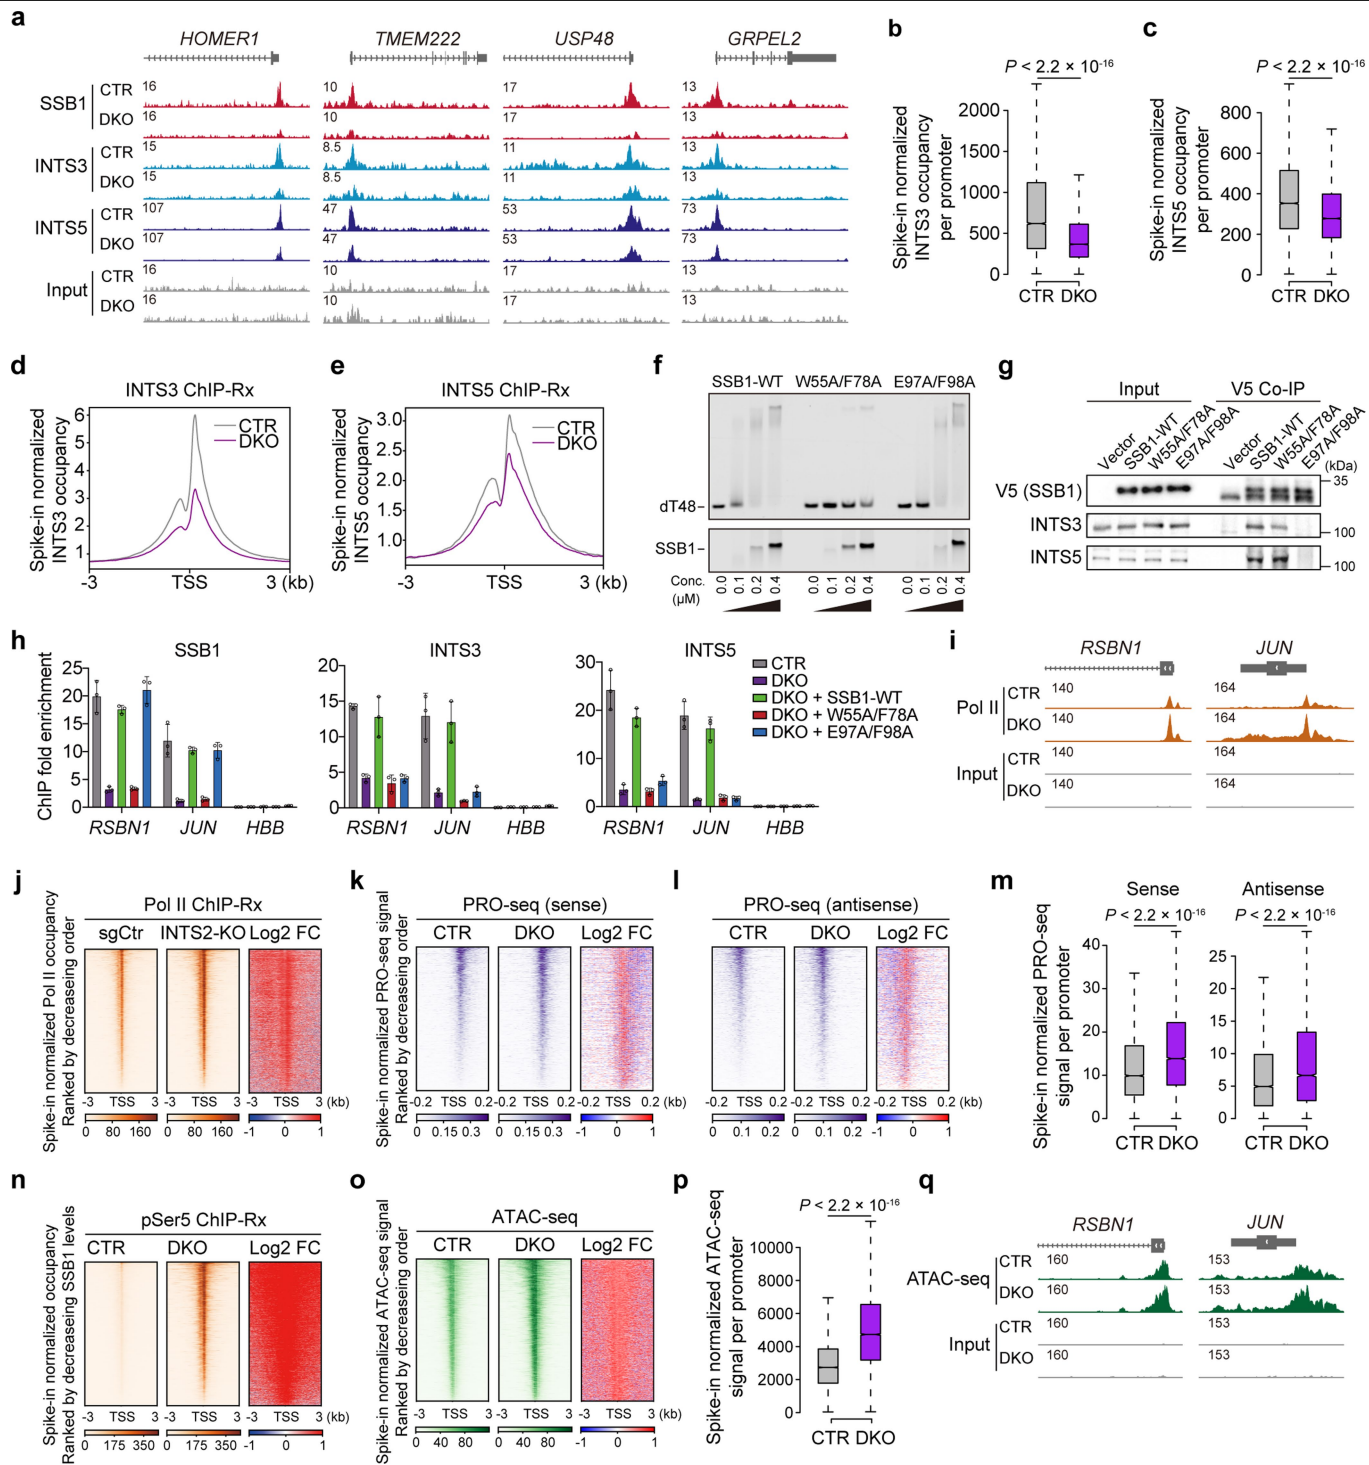 a
HOMER1
TMEM222
USP48
GRPEL2
SSB1
CTR
16
10
17
13
DKO
16
10
17
13
INTS3
CTR
15
8.5
11
13
DKO
15
8.5
11
13
INTS5
CTR
107
47
53
73
DKO
107
47
53
73
Input
CTR
16
10
17
13
DKO
16
10
17
13
b
P < 2.2 × 10-16
Spike-in normalized
INTS3 occupancy
per promoter
2000
1500
1000
500
0
CTR DKO
c
P < 2.2 × 10-16
Spike-in normalized
INTS5 occupancy
per promoter
800
600
400
200
0
CTR DKO
d
INTS3 ChIP-Rx
Spike-in normalized
INTS3 occupancy
6
5
4
3
2
1
CTR
DKO
-3
TSS
3 (kb)
e
INTS5 ChIP-Rx
Spike-in normalized
INTS5 occupancy
3.0
2.5
2.0
1.5
1.0
CTR
DKO
-3
TSS
3 (kb)
f
SSB1-WT
W55A/F78A
E97A/F98A
dT48
SSB1
Conc.
(µM)
0.0
0.1
0.2
0.4
0.0
0.1
0.2
0.4
0.0
0.1
0.2
0.4
g
Input
V5 Co-IP
Vector
SSB1-WT
W55A/F78A
E97A/F98A
Vector
SSB1-WT
W55A/F78A
E97A/F98A
(kDa)
V5 (SSB1)
35
INTS3
100
INTS5
100
h
SSB1
ChIP fold enrichment
25
20
15
10
5
0
RSBN1
JUN
HBB
INTS3
20
15
10
5
0
RSBN1
JUN
HBB
INTS5
30
20
10
0
RSBN1
JUN
HBB
CTR
DKO
DKO + SSB1-WT
DKO + W55A/F78A
DKO + E97A/F98A
i
RSBN1
JUN
Pol II
CTR
140
164
DKO
140
164
Input
CTR
140
164
DKO
140
164
j
Spike-in normalized Pol II occupancy
Ranked by decreasing order
Pol II ChIP-Rx
sgCtr
INTS2-KO
Log2 FC
-3 TSS 3
-3 TSS 3
-3 TSS 3 (kb)
0 80 160
0 80 160
-1 0 1
k
Spike-in normalized PRO-seq signal
Ranked by decreasing order
PRO-seq (sense)
CTR
DKO
Log2 FC
-0.2 TSS 0.2
-0.2 TSS 0.2
-0.2 TSS 0.2 (kb)
0 0.15 0.3
0 0.15 0.3
-1 0 1
l
PRO-seq (antisense)
CTR
DKO
Log2 FC
-0.2 TSS 0.2
-0.2 TSS 0.2
-0.2 TSS 0.2 (kb)
0 0.1 0.2
0 0.1 0.2
-1 0 1
m
Sense
Antisense
P < 2.2 × 10-16
P < 2.2 × 10-16
Spike-in normalized PRO-seq
signal per promoter
40
30
20
10
0
CTR DKO
25
20
15
10
5
0
CTR DKO
n
Spike-in normalized occupancy
Ranked by decreasing SSB1 levels
pSer5 ChIP-Rx
CTR
DKO
Log2 FC
-3 TSS 3
-3 TSS 3
-3 TSS 3 (kb)
0 175 350
0 175 350
-1 0 1
o
Spike-in normalized ATAC-seq signal
Ranked by decreasing order
ATAC-seq
CTR
DKO
Log2 FC
-3 TSS 3
-3 TSS 3
-3 TSS 3 (kb)
0 40 80
0 40 80
-1 0 1
p
P < 2.2 × 10-16
Spike-in normalized ATAC-seq
signal per promoter
10000
8000
6000
4000
2000
0
CTR DKO
q
RSBN1
JUN
ATAC-seq
CTR
160
153
DKO
160
153
Input
CTR
160
153
DKO
160
153